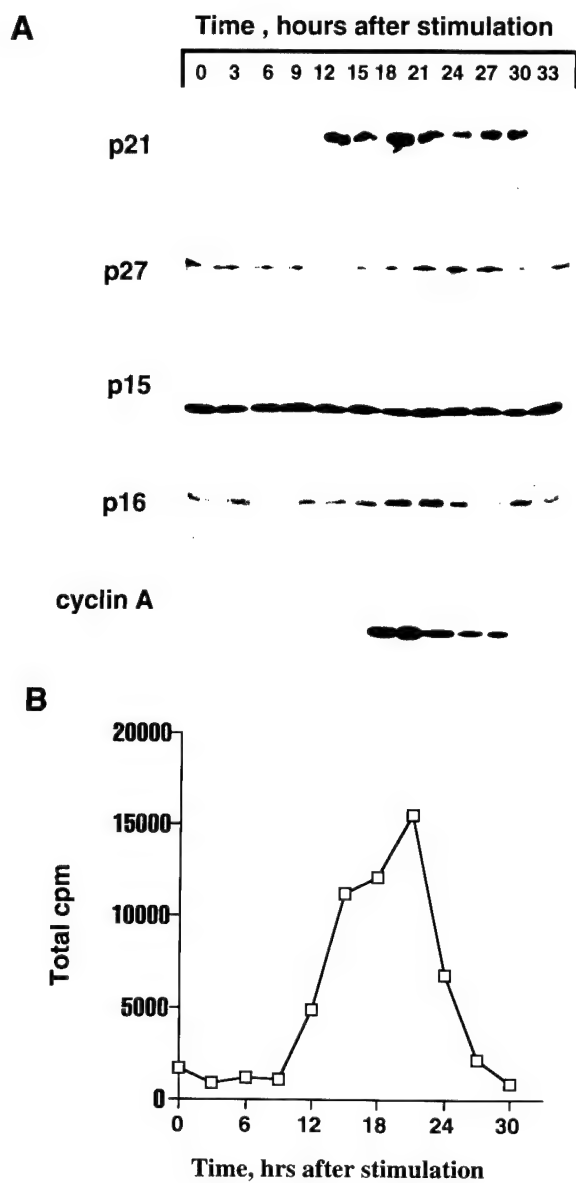 A
Time , hours after stimulation
0 3 6 9 12 15 18 21 24 27 30 33
p21
p27
p15
p16
cyclin A
B
20000
15000
10000
5000
0
Total cpm
0 6 12 18 24 30
Time, hrs after stimulation